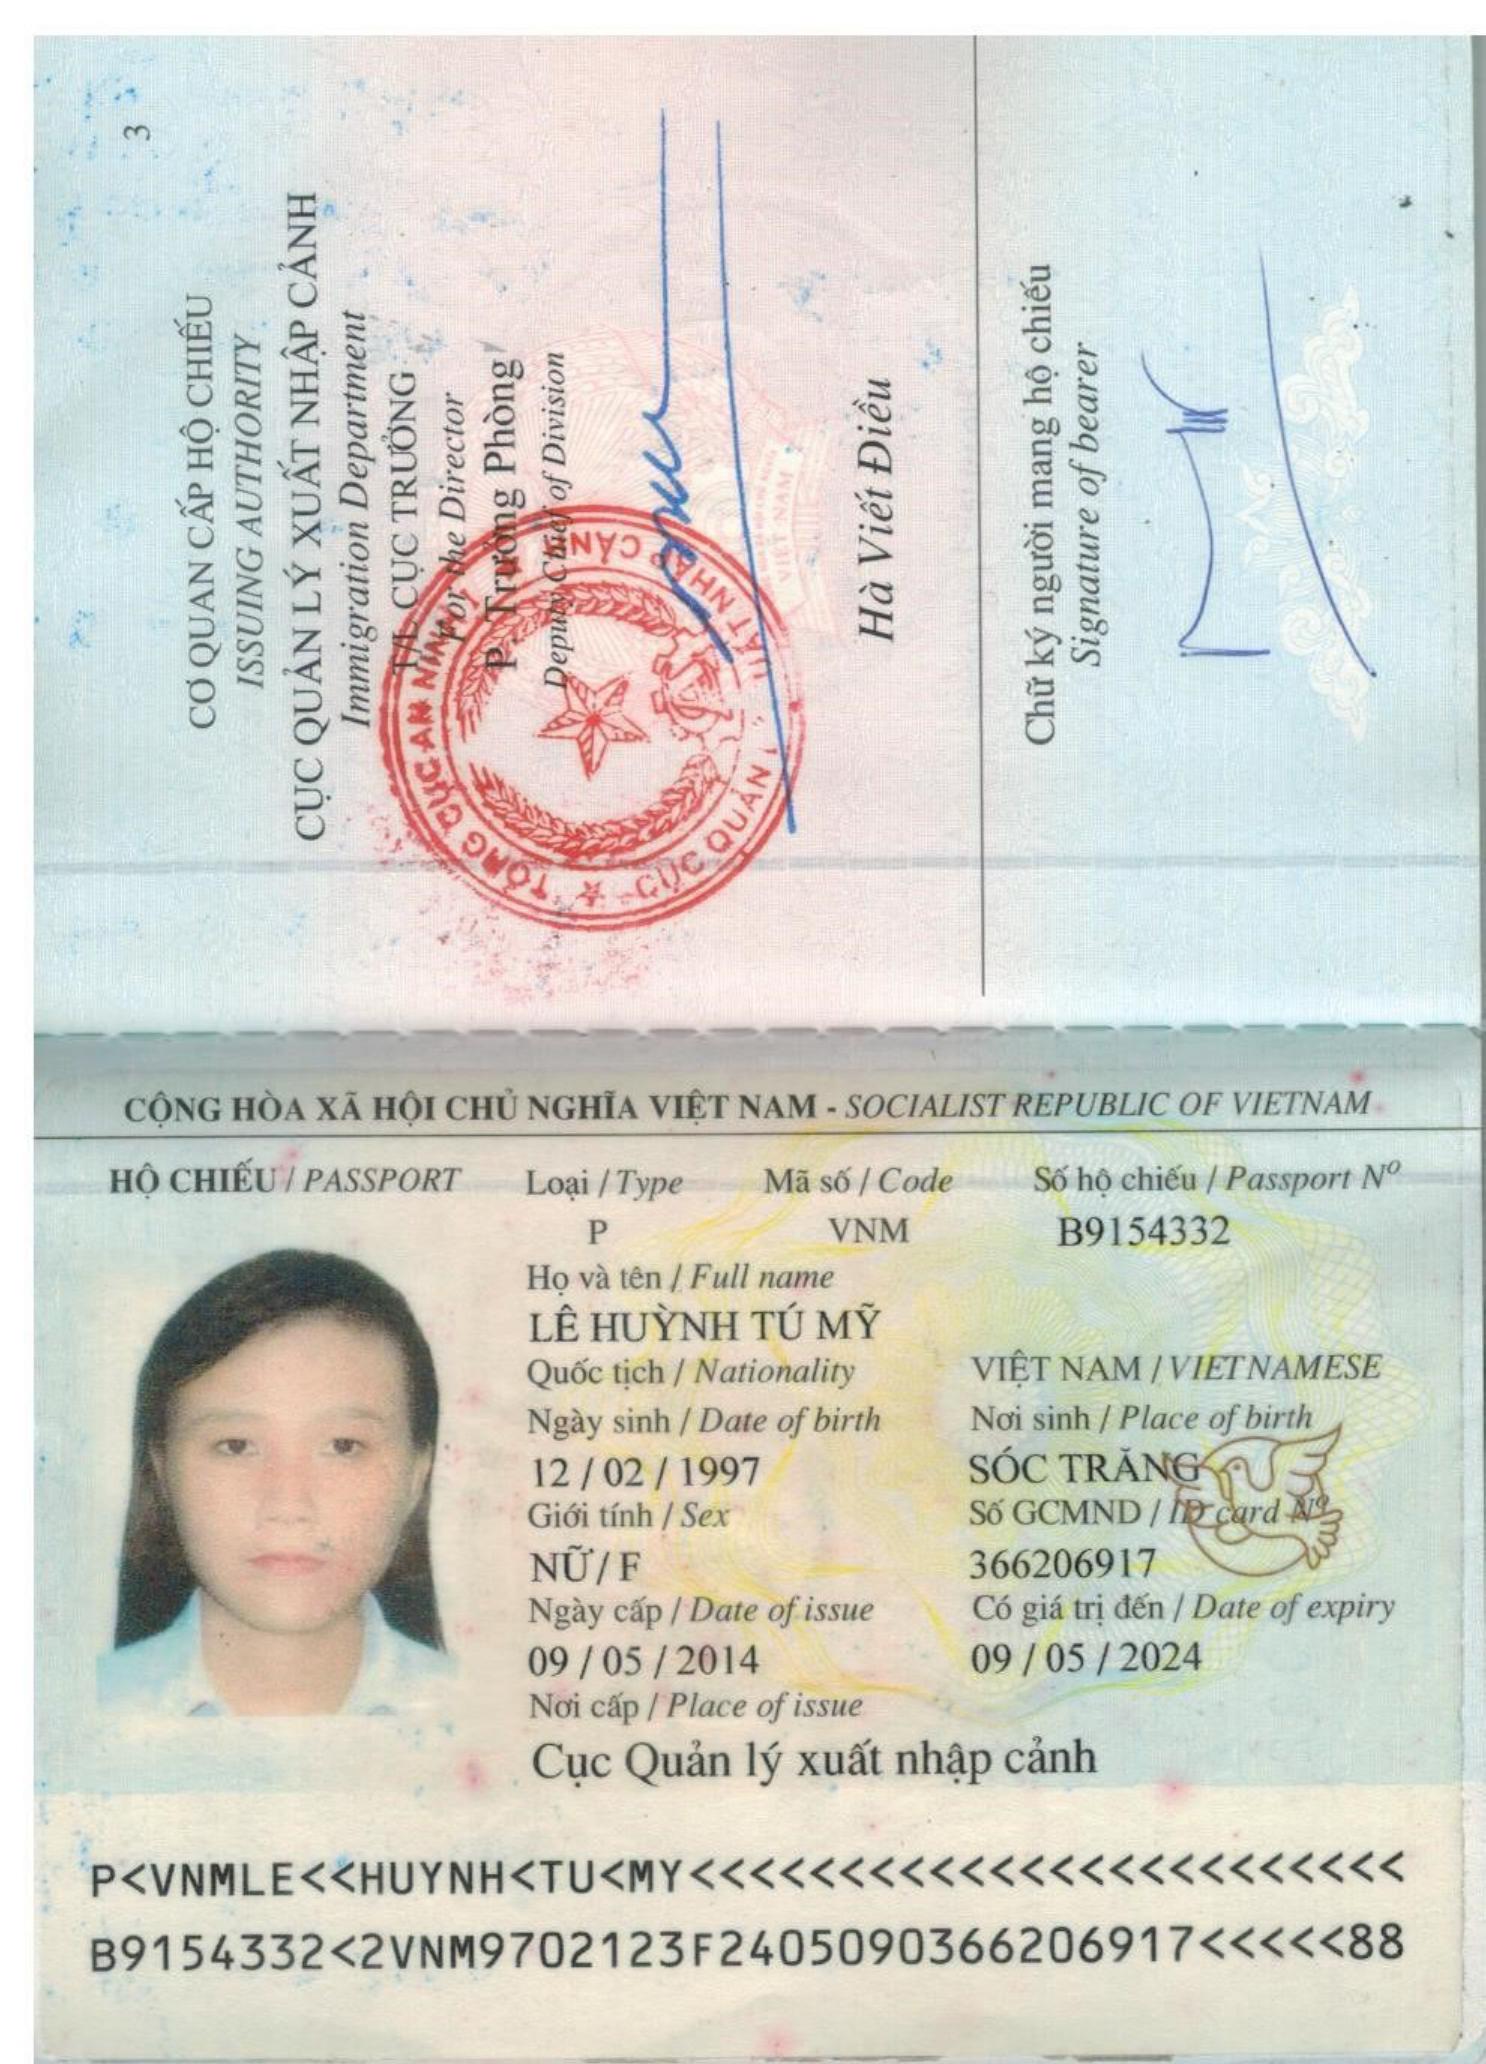 3
CƠ QUAN CẤP HỘ CHIẾU
ISSUING AUTHORITY
CỤC QUẢN LÝ XUẤT NHẬP CẢNH
Immigration Department
T/L CỤC TRƯỞNG
For the Director
P. Trưởng Phòng
Deputy Chief of Division
TỔNG CỤC AN NINH
CỤC QUẢN
NHẬP CẢNH
VIỆT NAM
Hà Viết Điều
Chữ ký người mang hộ chiếu
Signature of bearer
CỘNG HÒA XÃ HỘI CHỦ NGHĨA VIỆT NAM - SOCIALIST REPUBLIC OF VIETNAM
HỘ CHIẾU / PASSPORT Loại / Type Mã số / Code Số hộ chiếu / Passport Nº
P VNM B9154332
Họ và tên / Full name
LÊ HUỲNH TÚ MỸ
Quốc tịch / Nationality VIỆT NAM / VIETNAMESE
Ngày sinh / Date of birth Nơi sinh / Place of birth
12 / 02 / 1997 SÓC TRĂNG
Giới tính / Sex Số GCMND / ID card Nº
NỮ / F 366206917
Ngày cấp / Date of issue Có giá trị đến / Date of expiry
09 / 05 / 2014 09 / 05 / 2024
Nơi cấp / Place of issue
Cục Quản lý xuất nhập cảnh
P<VNMLE<<HUYNH<TU<MY<<<<<<<<<<<<<<<<<<<<<<<<
B9154332<2VNM9702123F2405090366206917<<<<<88